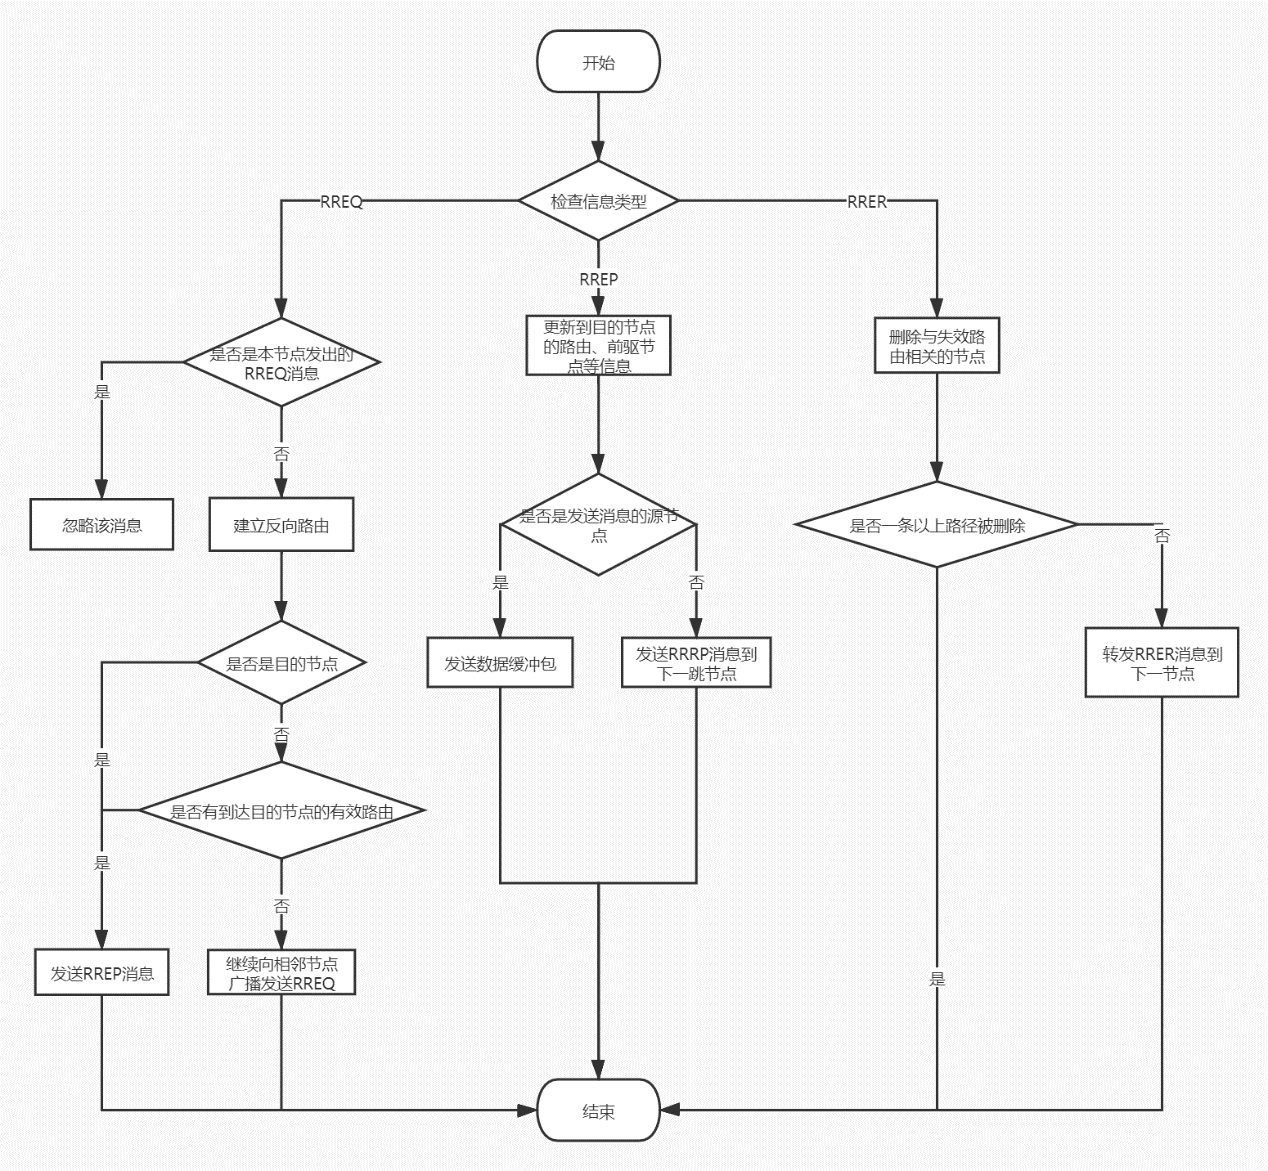 开始
检查信息类型
RREQ
RRER
RREP
更新到目的节点
的路由、前驱节
点等信息
删除与失效路
由相关的节点
是否是本节点发出的
RREQ消息
是
否
忽略该消息
建立反向路由
是否是发送消息的源节
点
是否一条以上路径被删除
否
是
否
发送数据缓冲包
发送RRRP消息到
下一跳节点
转发RRER消息到
下一节点
是否是目的节点
否
是
是否有到达目的节点的有效路由
是
否
发送RREP消息
继续向相邻节点
广播发送RREQ
是
结束